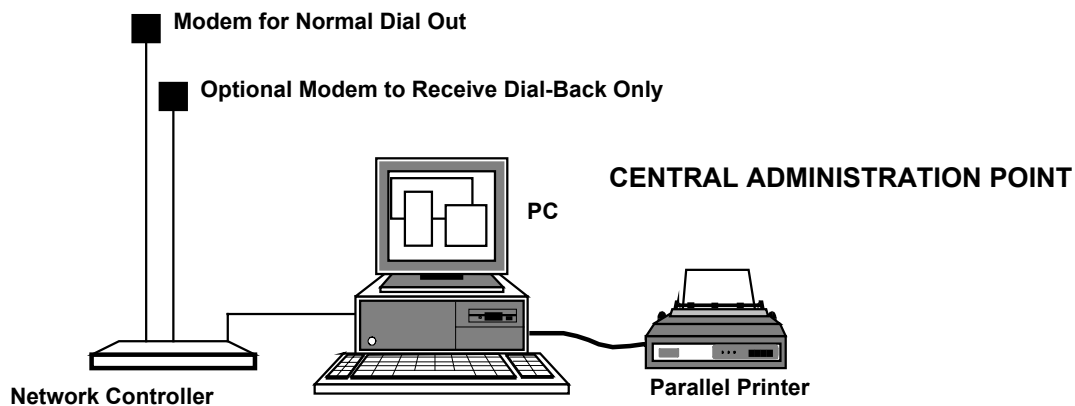 Modem for Normal Dial Out
Optional Modem to Receive Dial-Back Only
CENTRAL ADMINISTRATION POINT
PC
Network Controller
Parallel Printer